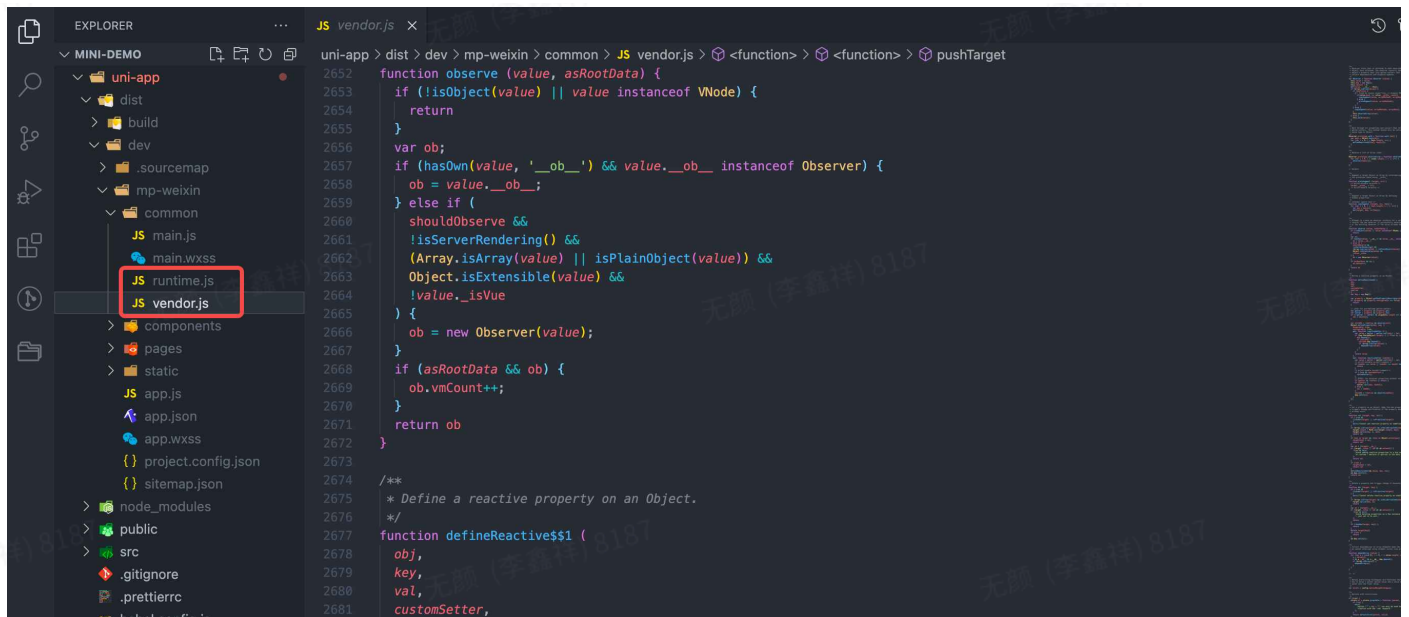 EXPLORER
MINI-DEMO
uni-app
dist
build
dev
.sourcemap
mp-weixin
common
JS main.js
main.wxss
JS runtime.js
JS vendor.js
components
pages
static
JS app.js
app.json
app.wxss
{} project.config.json
{} sitemap.json
node_modules
public
src
.gitignore
.prettierrc
JS vendor.js ×
uni-app > dist > dev > mp-weixin > common > JS vendor.js > <function> > <function> > pushTarget
2652 function observe (value, asRootData) {
2653 if (!isObject(value) || value instanceof VNode) {
2654 return
2655 }
2656 var ob;
2657 if (hasOwn(value, '__ob__') && value.__ob__ instanceof Observer) {
2658 ob = value.__ob__;
2659 } else if (
2660 shouldObserve &&
2661 !isServerRendering() &&
2662 (Array.isArray(value) || isPlainObject(value)) &&
2663 Object.isExtensible(value) &&
2664 !value._isVue
2665 ) {
2666 ob = new Observer(value);
2667 }
2668 if (asRootData && ob) {
2669 ob.vmCount++;
2670 }
2671 return ob
2672 }
2673
2674 /**
2675 * Define a reactive property on an Object.
2676 */
2677 function defineReactive$$1 (
2678 obj,
2679 key,
2680 val,
2681 customSetter,
无颜 (李鑫祥) 8187